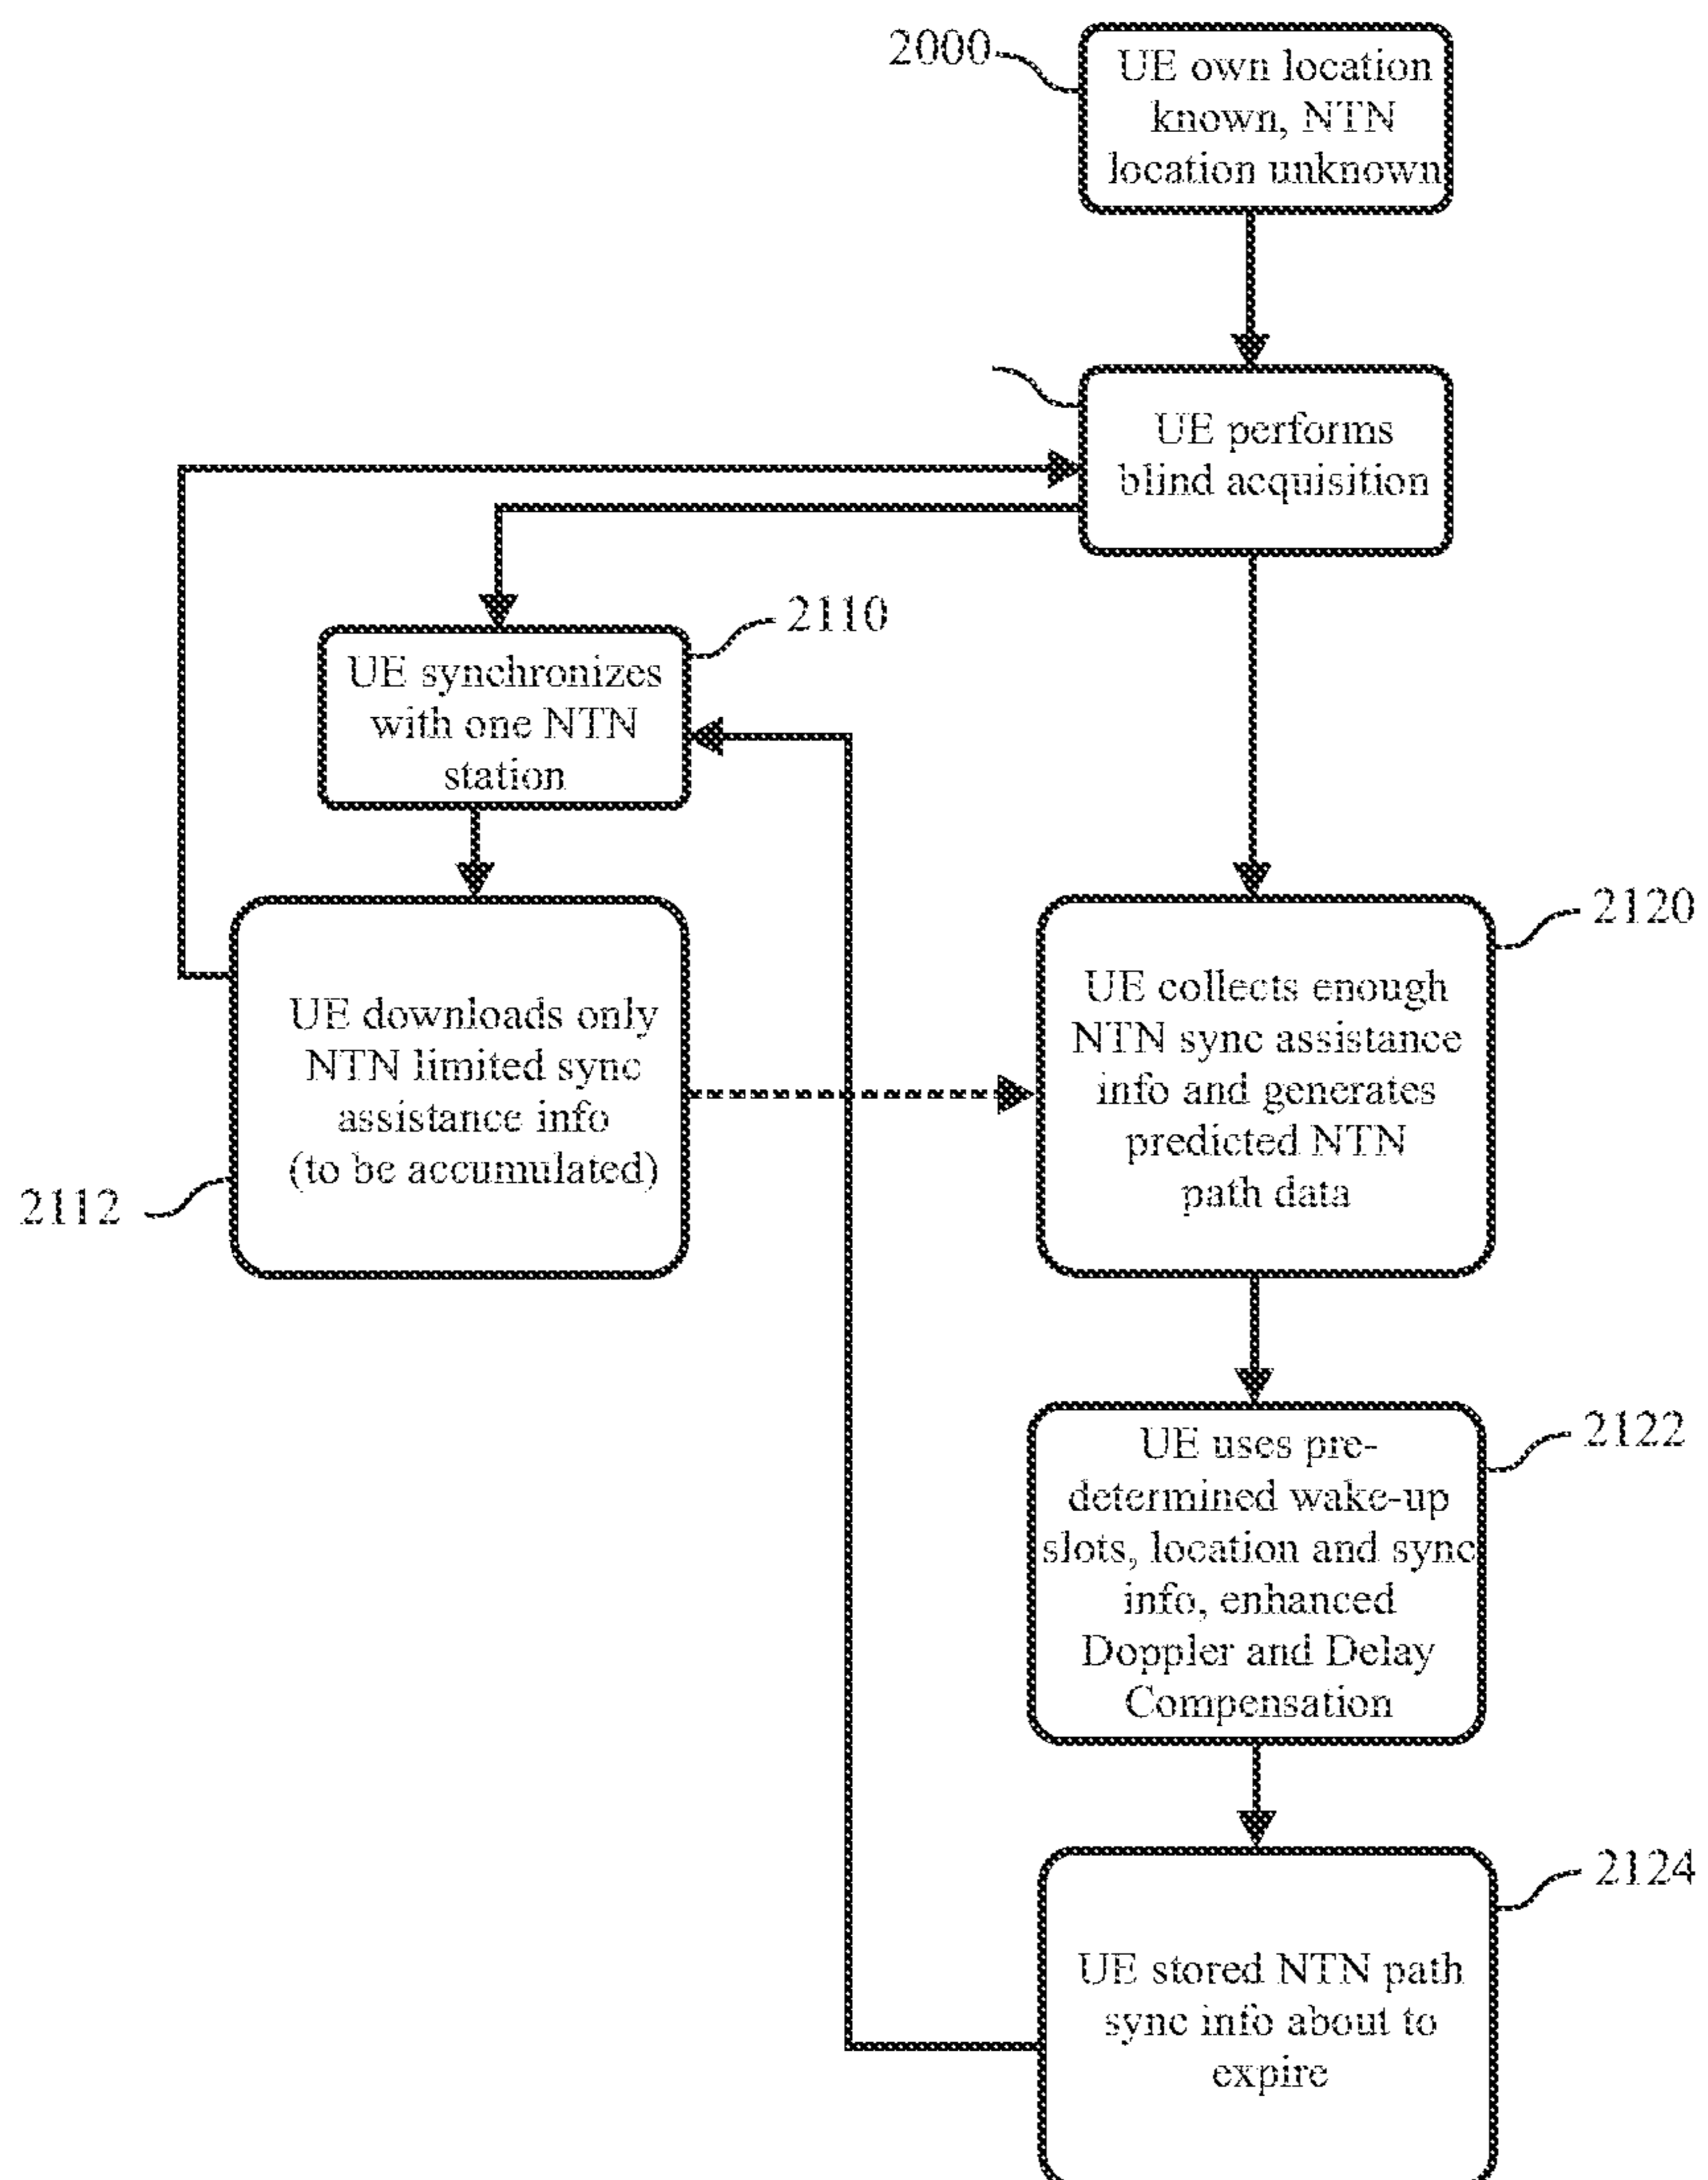 2000
UE own location
known, NTN
location unknown
UE performs
blind acquisition
2110
UE synchronizes
with one NTN
station
2120
UE downloads only
NTN limited sync
assistance info
(to be accumulated)
2112
UE collects enough
NTN sync assistance
info and generates
predicted NTN
path data
2122
UE uses pre-
determined wake-up
slots, location and sync
info, enhanced
Doppler and Delay
Compensation
2124
UE stored NTN path
sync info about to
expire